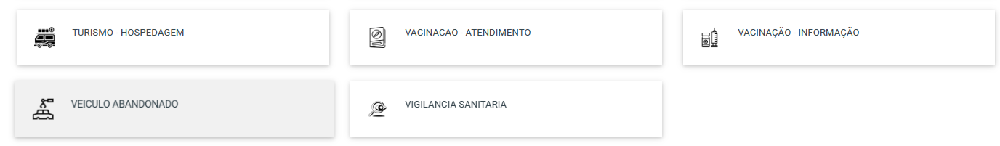 TURISMO - HOSPEDAGEM
VACINACAO - ATENDIMENTO
VACINAÇÃO - INFORMAÇÃO
VEICULO ABANDONADO
VIGILANCIA SANITARIA